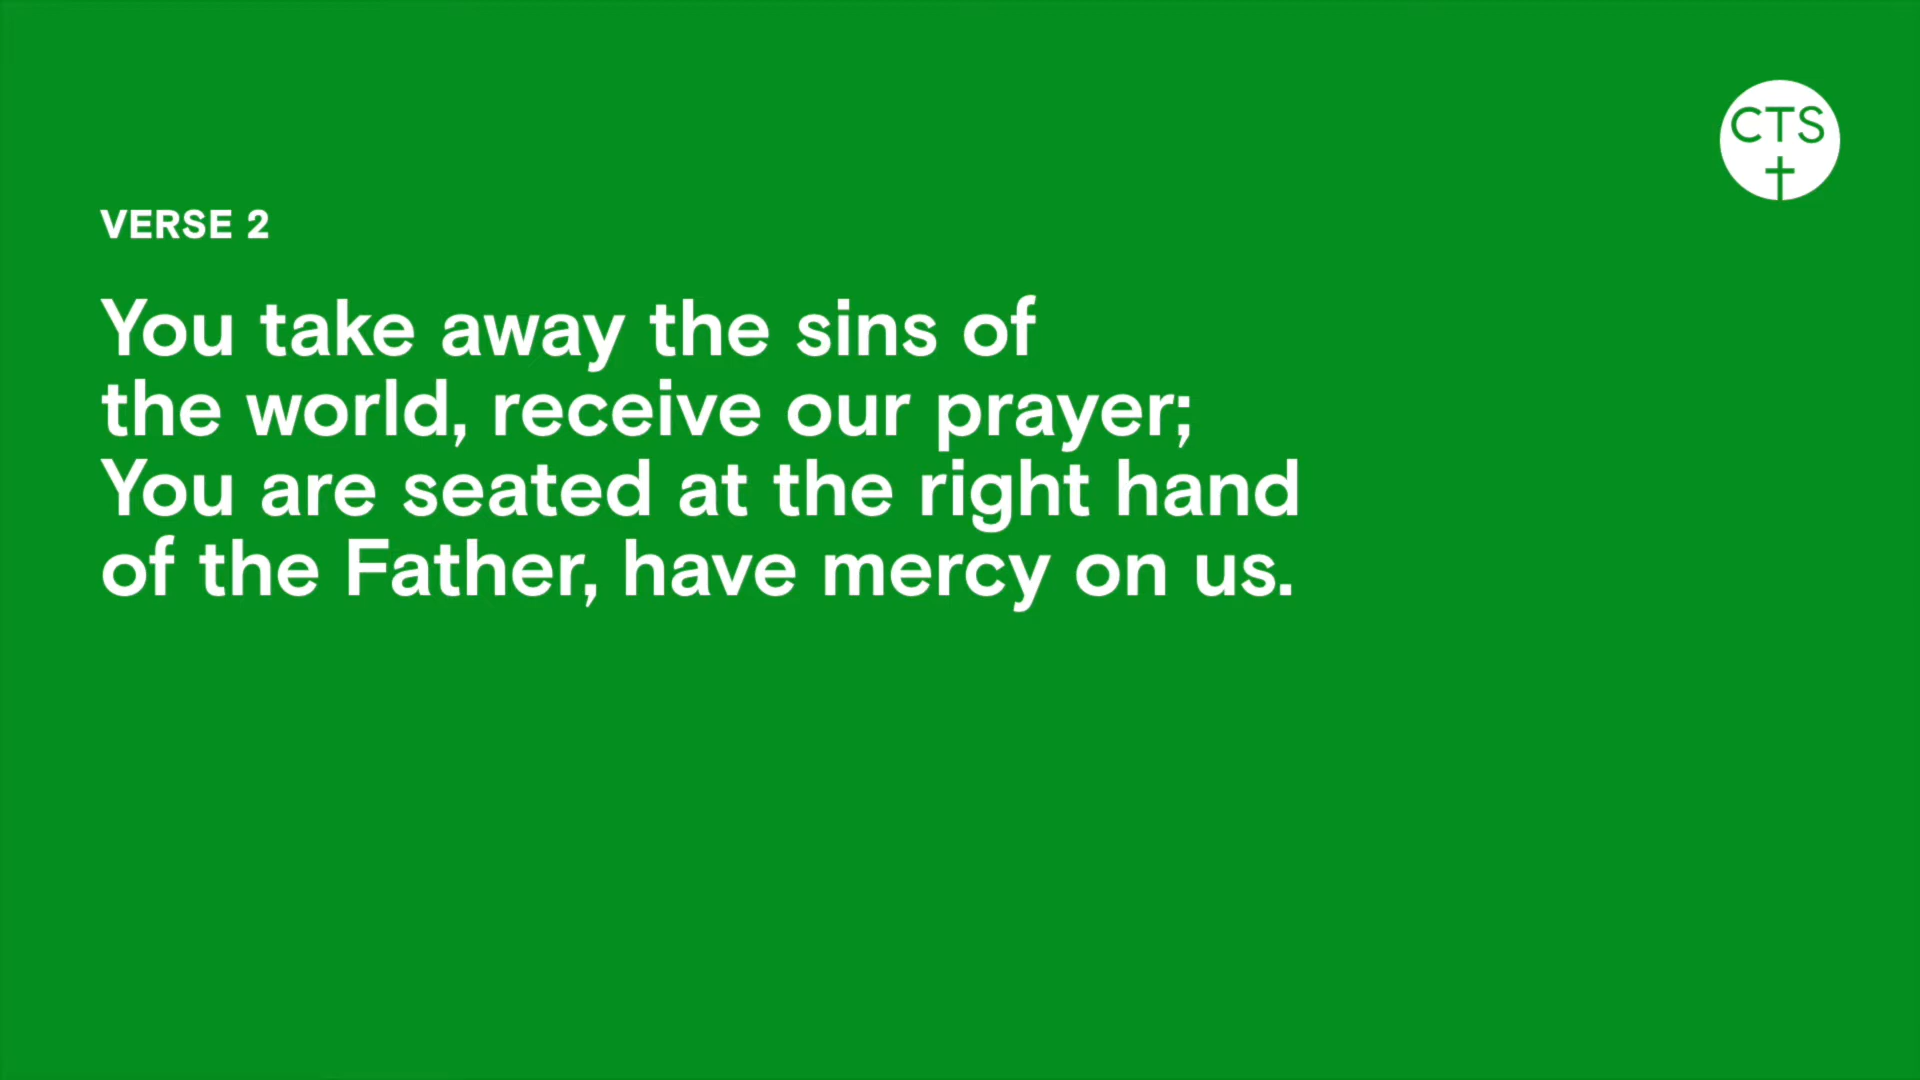 CTS
VERSE 2
You take away the sins of
the world, receive our prayer;
You are seated at the right hand
of the Father, have mercy on us.